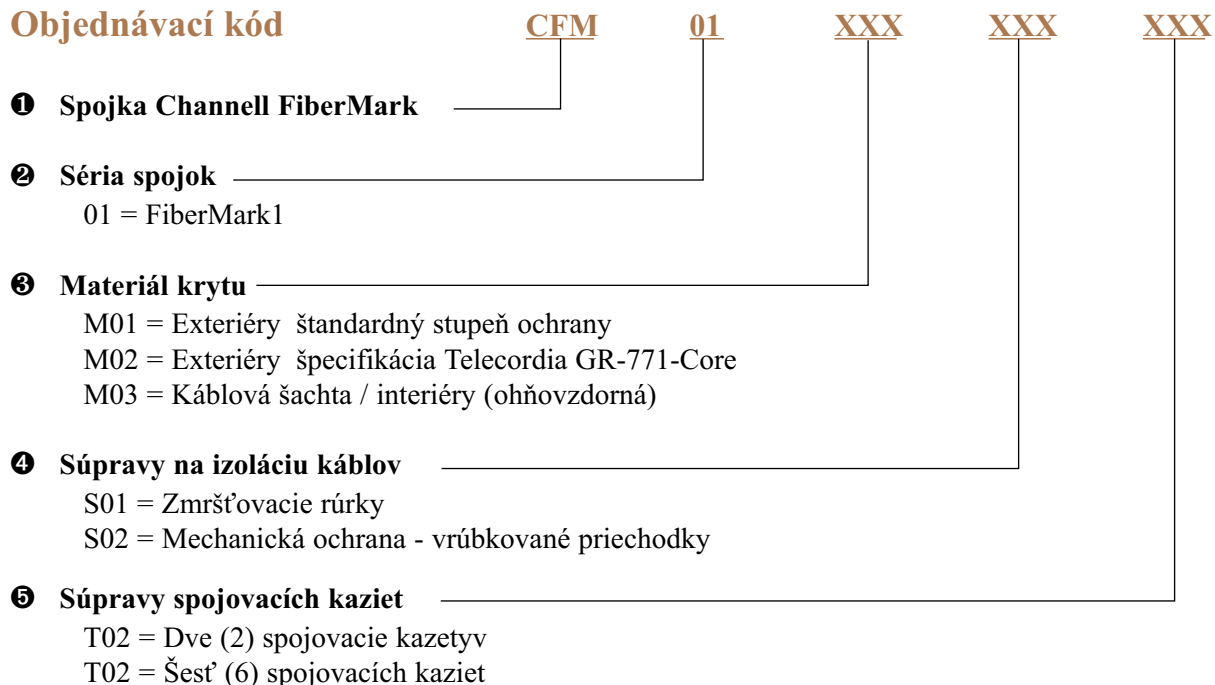 Objednávací kód CFM 01 XXX XXX XXX
❶ Spojka Channell FiberMark
❷ Séria spojok
01 = FiberMark1
❸ Materiál krytu
M01 = Exteriéry štandardný stupeň ochrany
M02 = Exteriéry špecifikácia Telecordia GR-771-Core
M03 = Káblová šachta / interiéry (ohňovzdorná)
❹ Súpravy na izoláciu káblov
S01 = Zmršťovacie rúrky
S02 = Mechanická ochrana - vrúbkované priechodky
❺ Súpravy spojovacích kaziet
T02 = Dve (2) spojovacie kazetyv
T02 = Šesť (6) spojovacích kaziet